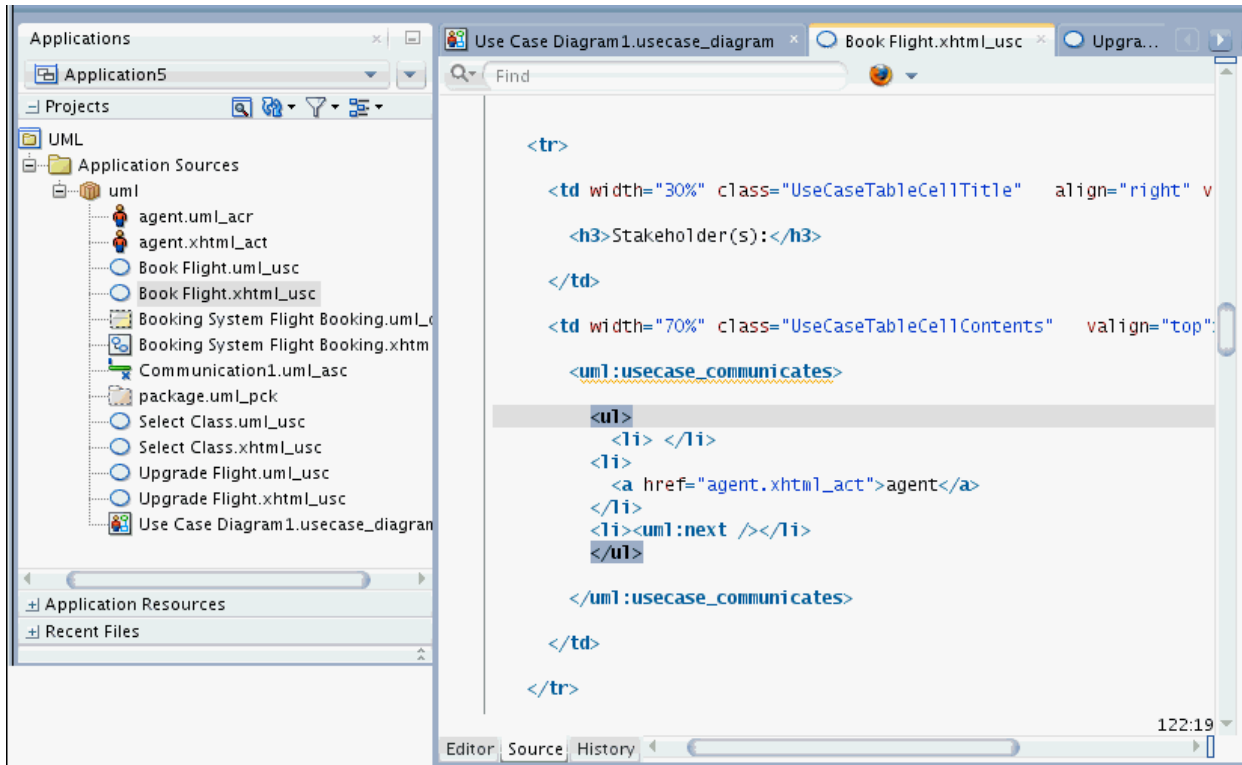 Applications
Application5
Projects
UML
Application Sources
uml
agent.uml_acr
agent.xhtml_act
Book Flight.uml_usc
Book Flight.xhtml_usc
Booking System Flight Booking.uml_
Booking System Flight Booking.xhtm
Communication1.uml_asc
package.uml_pck
Select Class.uml_usc
Select Class.xhtml_usc
Upgrade Flight.uml_usc
Upgrade Flight.xhtml_usc
Use Case Diagram1.usecase_diagram
Application Resources
Recent Files
Use Case Diagram1.usecase_diagram
Book Flight.xhtml_usc
Upgra...
Find
<tr>
<td width="30%" class="UseCaseTableCellTitle" align="right" v
<h3>Stakeholder(s):</h3>
</td>
<td width="70%" class="UseCaseTableCellContents" valign="top">
<uml:usecase_communicates>
<ul>
<li> </li>
<li>
<a href="agent.xhtml_act">agent</a>
</li>
<li><uml:next /></li>
</ul>
</uml:usecase_communicates>
</td>
</tr>
122:19
Editor Source History